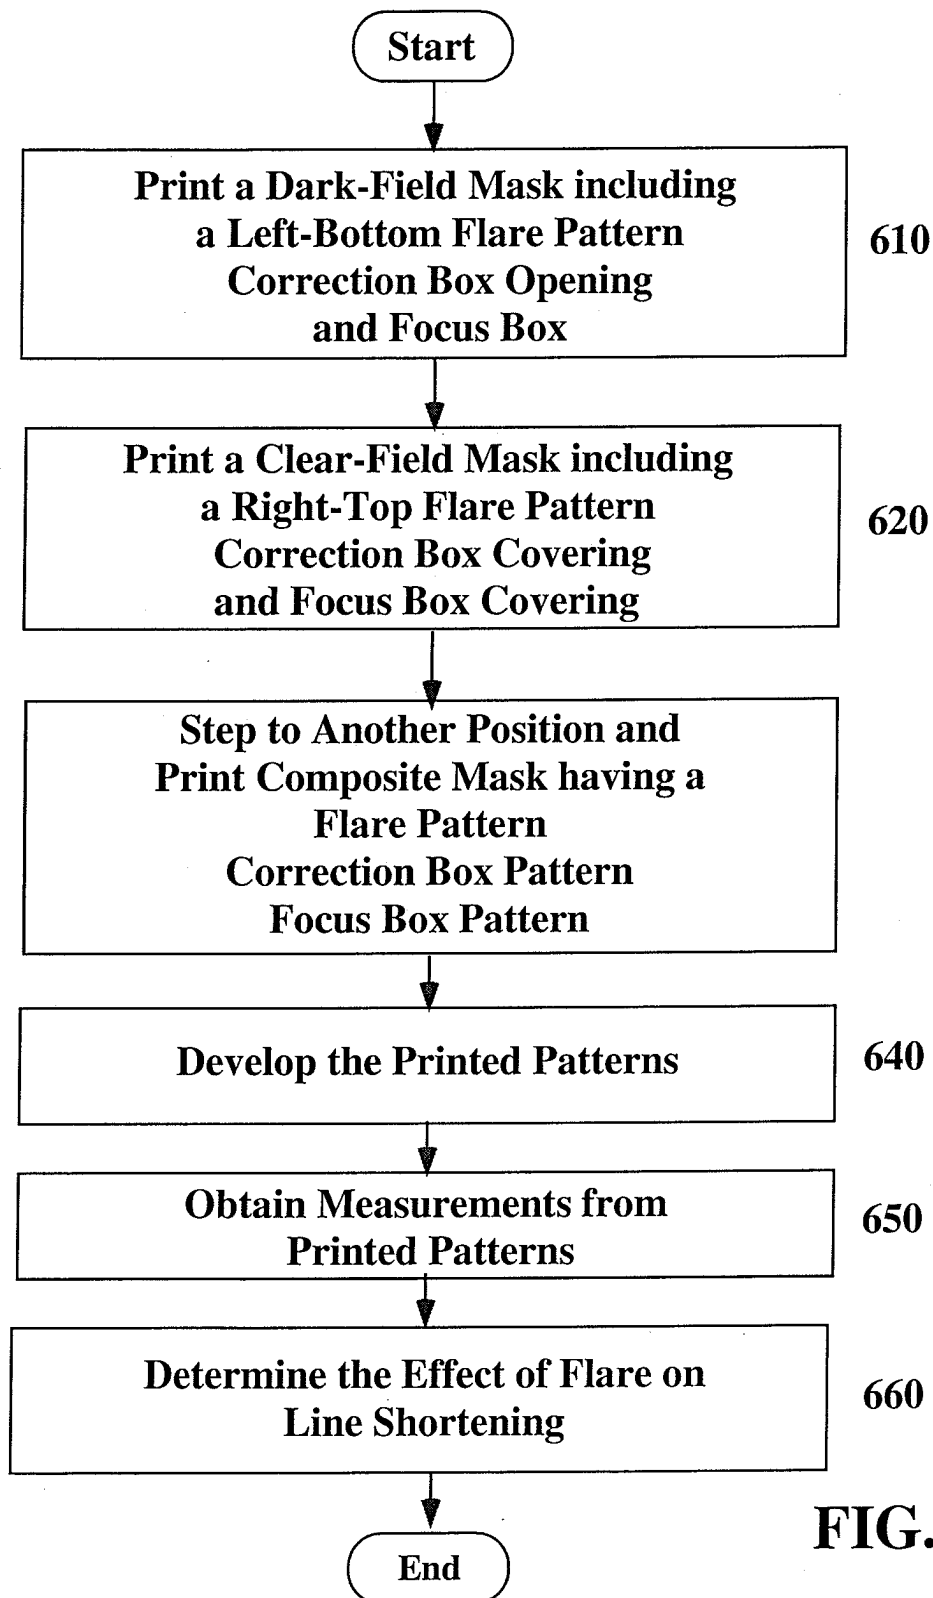 Start
Print a Dark-Field Mask including
a Left-Bottom Flare Pattern
Correction Box Opening
and Focus Box
610
Print a Clear-Field Mask including
a Right-Top Flare Pattern
Correction Box Covering
and Focus Box Covering
620
Step to Another Position and
Print Composite Mask having a
Flare Pattern
Correction Box Pattern
Focus Box Pattern
Develop the Printed Patterns
640
Obtain Measurements from
Printed Patterns
650
Determine the Effect of Flare on
Line Shortening
660
FIG.
End